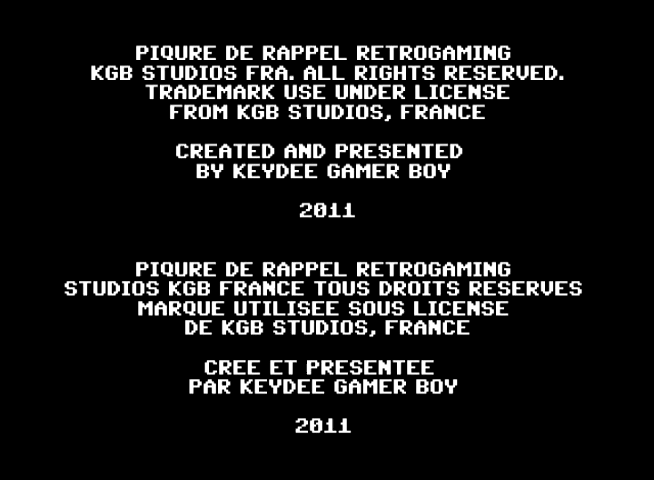 PIQURE DE RAPPEL RETROGAMING
KGB STUDIOS FRA. ALL RIGHTS RESERVED.
TRADEMARK USE UNDER LICENSE
FROM KGB STUDIOS, FRANCE
CREATED AND PRESENTED
BY KEYDEE GAMER BOY
2011
PIQURE DE RAPPEL RETROGAMING
STUDIOS KGB FRANCE TOUS DROITS RESERVES
MARQUE UTILISEE SOUS LICENSE
DE KGB STUDIOS, FRANCE
CREE ET PRESENTEE
PAR KEYDEE GAMER BOY
2011